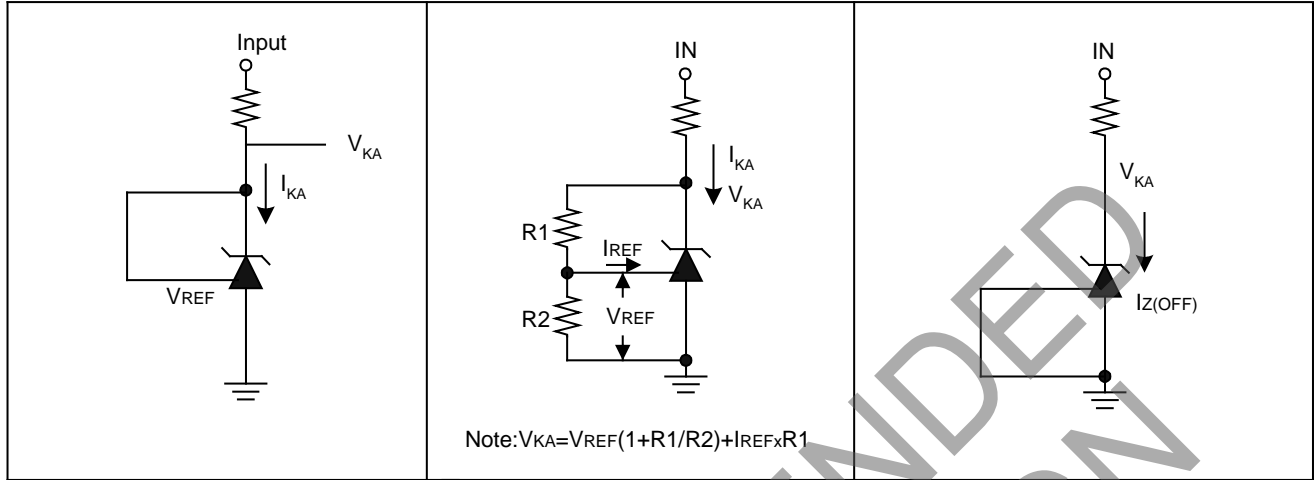 Input
VKA
IKA
VREF
IN
IKA
VKA
R1
IREF
R2
VREF
Note:VKA=VREF(1+R1/R2)+IREFxR1
IN
VKA
IZ(OFF)
NDED